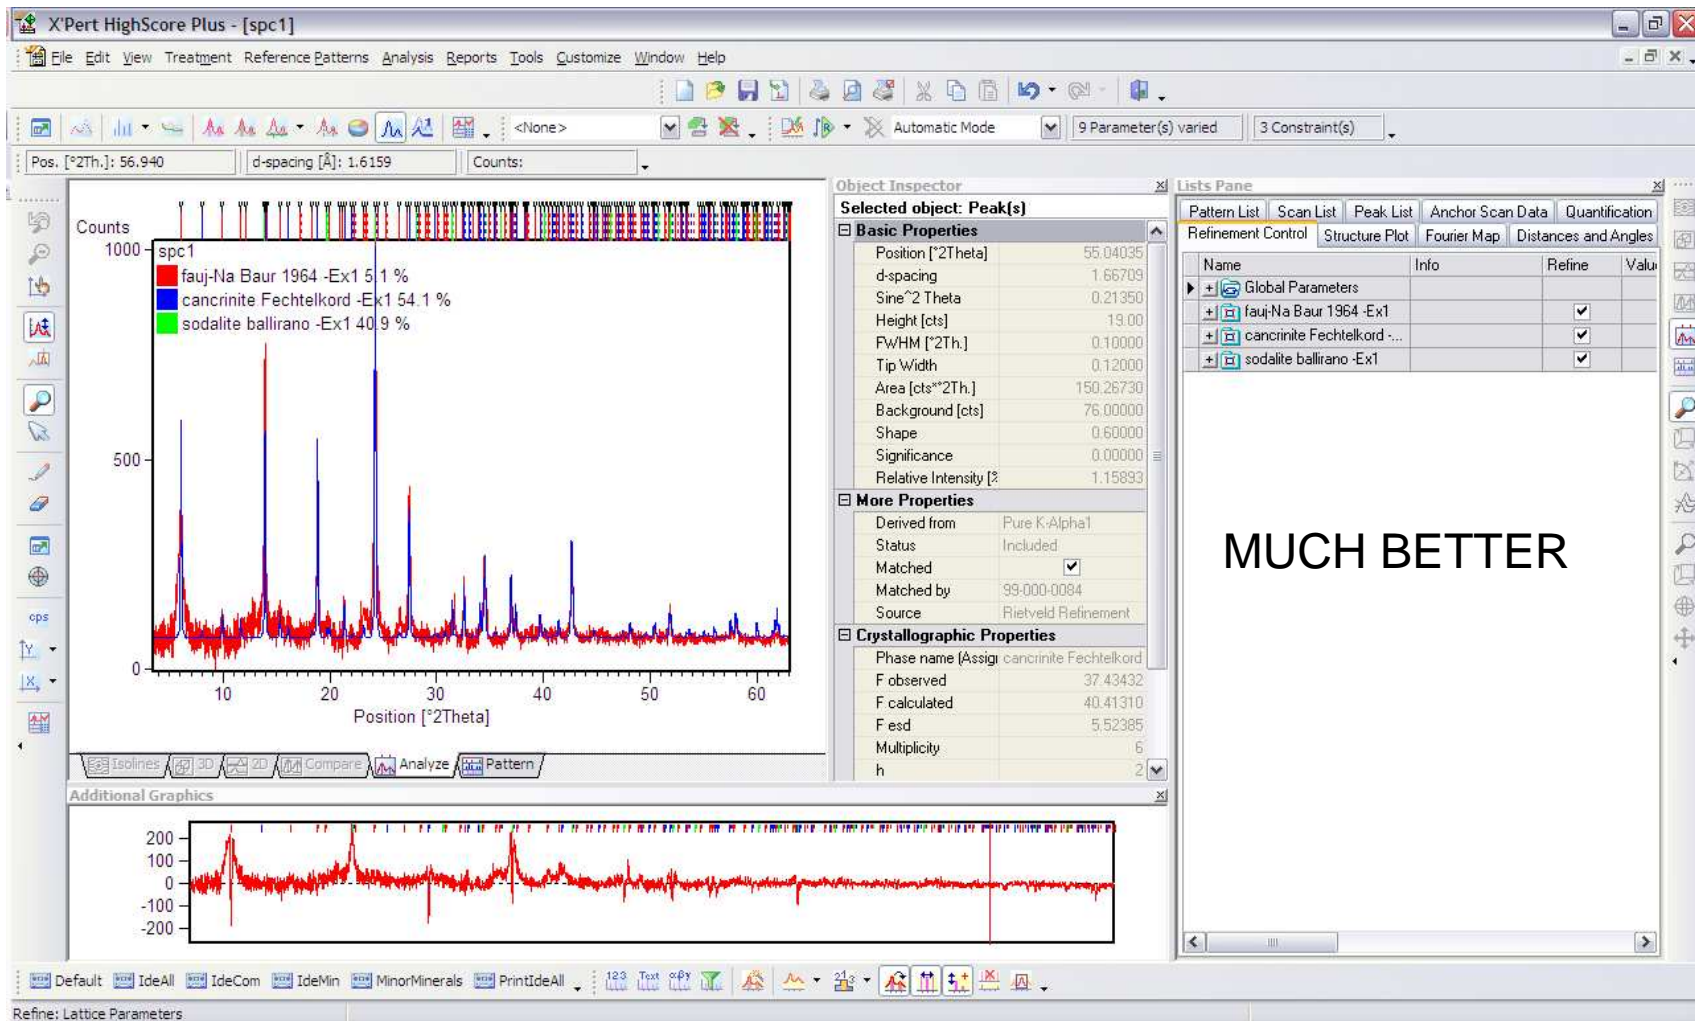 X'Pert HighScore Plus - [spc1]
File Edit View Treatment Reference Patterns Analysis Reports Tools Customize Window Help
<None> Automatic Mode 9 Parameter(s) varied 3 Constraint(s)
Pos. [°2Th.]: 56.940 d-spacing [Å]: 1.6159 Counts:
cps
Counts
1000
500
0
spc1
fauj-Na Baur 1964 -Ex1 5.1 %
cancrinite Fechtelkord -Ex1 54.1 %
sodalite ballirano -Ex1 40.9 %
10 20 30 40 50 60
Position [°2Theta]
Isolines 3D 2D Compare Analyze Pattern
Object Inspector
Selected object: Peak(s)
Basic Properties
Position [°2Theta] 55.04035
d-spacing 1.66709
Sine^2 Theta 0.21350
Height [cts] 19.00
FWHM [°2Th.] 0.10000
Tip Width 0.12000
Area [cts*°2Th.] 150.26730
Background [cts] 76.00000
Shape 0.60000
Significance 0.00000
Relative Intensity [% 1.15893
More Properties
Derived from Pure K-Alpha1
Status Included
Matched
Matched by 99-000-0084
Source Rietveld Refinement
Crystallographic Properties
Phase name (Assig cancrinite Fechtelkord
F observed 37.43432
F calculated 40.41310
F esd 5.52385
Multiplicity 6
h 2
Lists Pane
Pattern List Scan List Peak List Anchor Scan Data Quantification
Refinement Control Structure Plot Fourier Map Distances and Angles
Name Info Refine Valu
Global Parameters
fauj-Na Baur 1964 -Ex1
cancrinite Fechtelkord -...
sodalite ballirano -Ex1
MUCH BETTER
Additional Graphics
200
100
0
-100
-200
Default IdeAll IdeCom IdeMin MinorMinerals PrintIdeAll 123 Text αβγ
Refine: Lattice Parameters